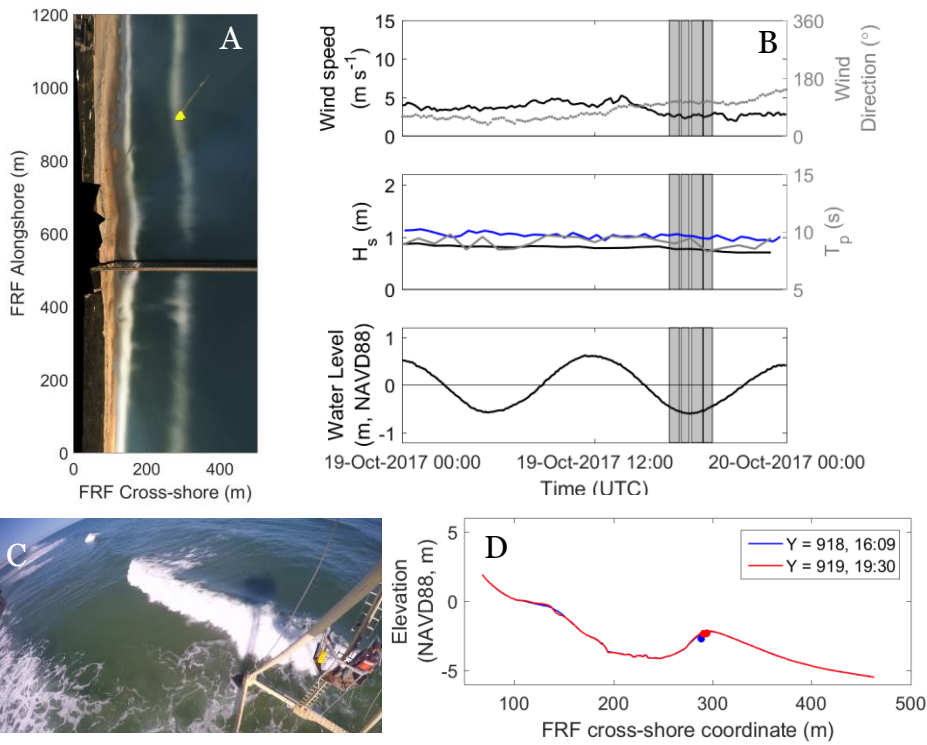 A
1200
1000
800
600
400
200
0
FRF Alongshore (m)
0 200 400
FRF Cross-shore (m)
B
15
10
5
0
Wind speed
(m s-1)
360
180
90
0
Wind
Direction (°)
2
1
0
Hs (m)
15
10
5
Tp (s)
1
0
-1
Water Level
(m, NAVD88)
19-Oct-2017 00:00 19-Oct-2017 12:00 20-Oct-2017 00:00
Time (UTC)
C
D
5
0
-5
Elevation
(NAVD88, m)
Y = 918, 16:09
Y = 919, 19:30
100 200 300 400 500
FRF cross-shore coordinate (m)